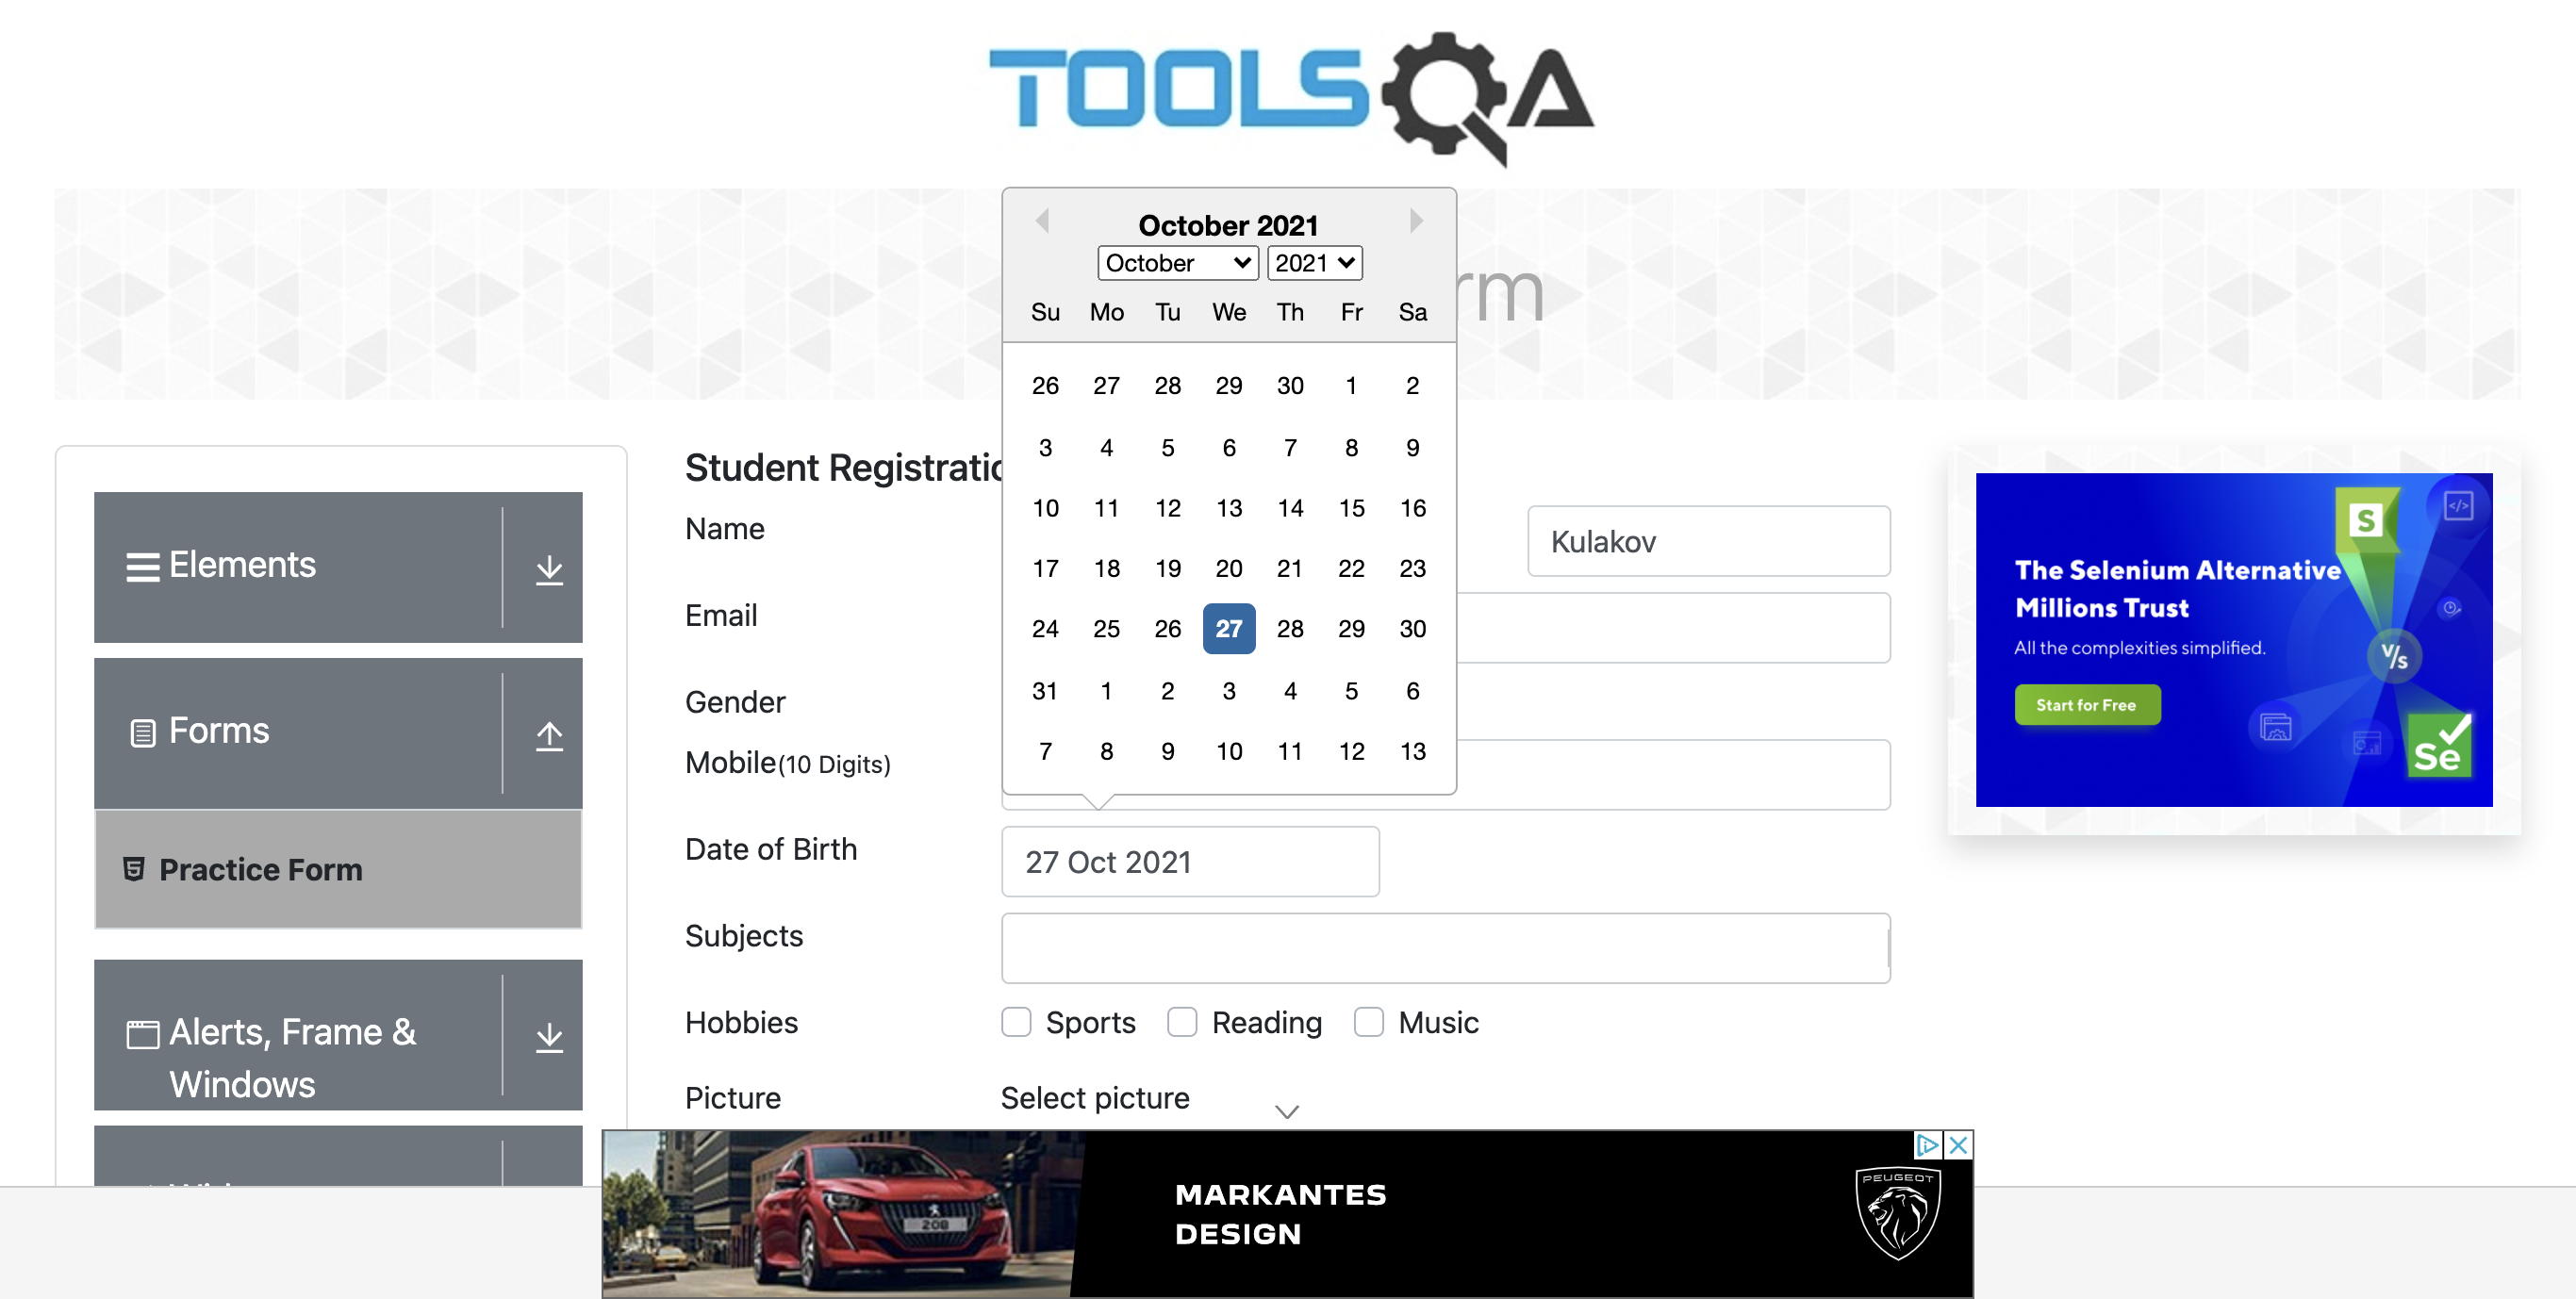 TOOLSQA
October 2021
October 2021
Su Mo Tu We Th Fr Sa
26 27 28 29 30 1 2
3 4 5 6 7 8 9
10 11 12 13 14 15 16
17 18 19 20 21 22 23
24 25 26 27 28 29 30
31 1 2 3 4 5 6
7 8 9 10 11 12 13
rm
Elements
Forms
Practice Form
Alerts, Frame &
Windows
Student Registratio
Name
Kulakov
Email
Gender
Mobile(10 Digits)
Date of Birth
27 Oct 2021
Subjects
Hobbies
Sports Reading Music
Picture
Select picture
S
</>
The Selenium Alternative
Millions Trust
All the complexities simplified.
V/s
Start for Free
Se
208
MARKANTES
DESIGN
PEUGEOT